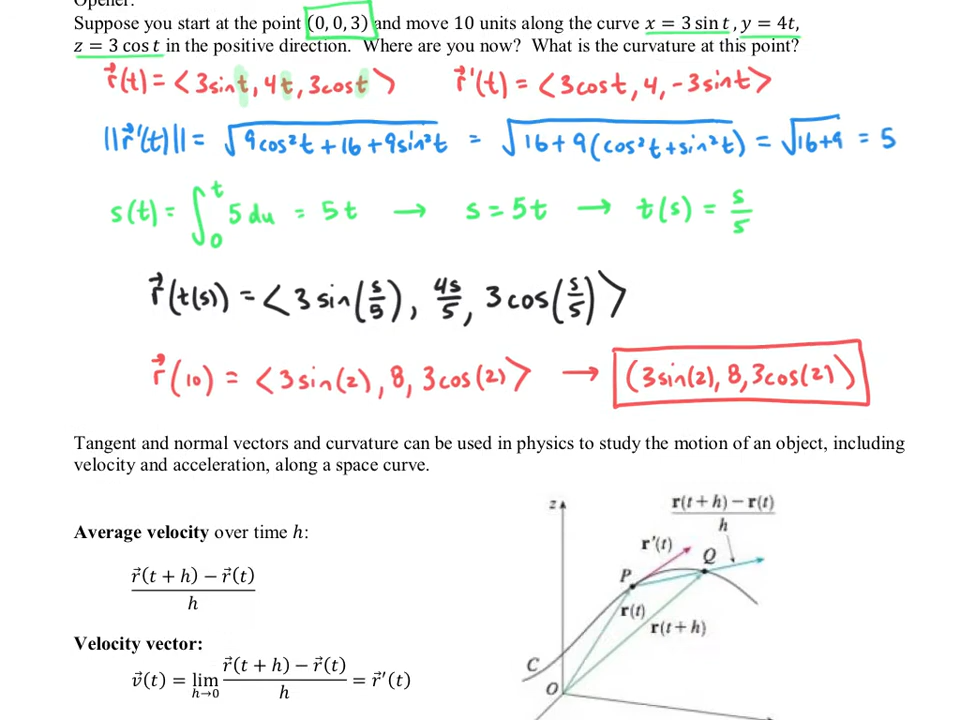 Opener:
Suppose you start at the point (0, 0, 3) and move 10 units along the curve x = 3 sin t , y = 4t,
z = 3 cos t in the positive direction. Where are you now? What is the curvature at this point?
r⃗(t) = <3sint, 4t, 3cost> r⃗'(t) = <3cost, 4, -3sint>
||r⃗'(t)|| = √(9cos²t + 16 + 9sin²t) = √(16 + 9(cos²t + sin²t)) = √(16+9) = 5
s(t) = ∫₀ᵗ 5 du = 5t → s = 5t → t(s) = s/5
r⃗(t(s)) = <3 sin(s/5), 4s/5, 3 cos(s/5)>
r⃗(10) = <3sin(2), 8, 3cos(2)> → (3sin(2), 8, 3cos(2))
Tangent and normal vectors and curvature can be used in physics to study the motion of an object, including
velocity and acceleration, along a space curve.
Average velocity over time h:
r⃗(t + h) − r⃗(t)
h
Velocity vector:
v⃗(t) = lim h→0 (r⃗(t + h) − r⃗(t))/h = r⃗'(t)
z
r(t + h) − r(t)
h
r'(t)
Q
P
r(t)
r(t + h)
C
O